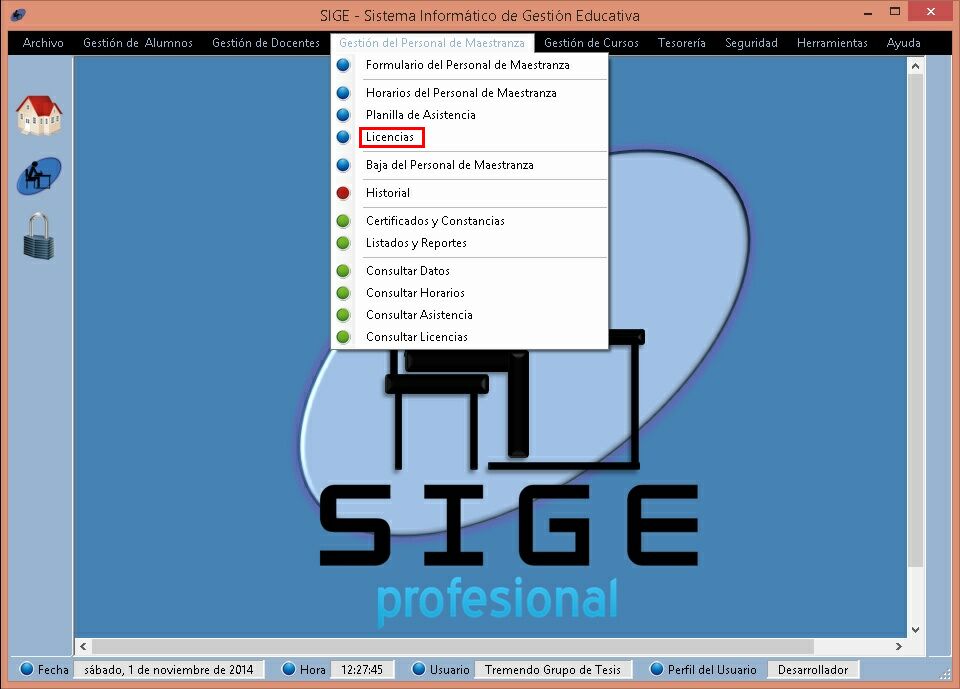 SIGE - Sistema Informático de Gestión Educativa
Archivo Gestión de Alumnos Gestión de Docentes Gestión del Personal de Maestranza Gestión de Cursos Tesorería Seguridad Herramientas Ayuda
Formulario del Personal de Maestranza
Horarios del Personal de Maestranza
Planilla de Asistencia
Licencias
Baja del Personal de Maestranza
Historial
Certificados y Constancias
Listados y Reportes
Consultar Datos
Consultar Horarios
Consultar Asistencia
Consultar Licencias
SIGE
profesional
Fecha sábado, 1 de noviembre de 2014 Hora 12:27:45 Usuario Tremendo Grupo de Tesis Perfil del Usuario Desarrollador